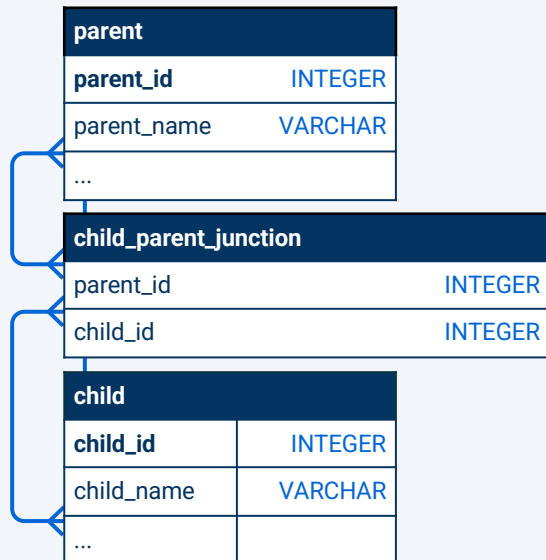 parent
parent_id INTEGER
parent_name VARCHAR
...
child_parent_junction
parent_id INTEGER
child_id INTEGER
child
child_id INTEGER
child_name VARCHAR
...